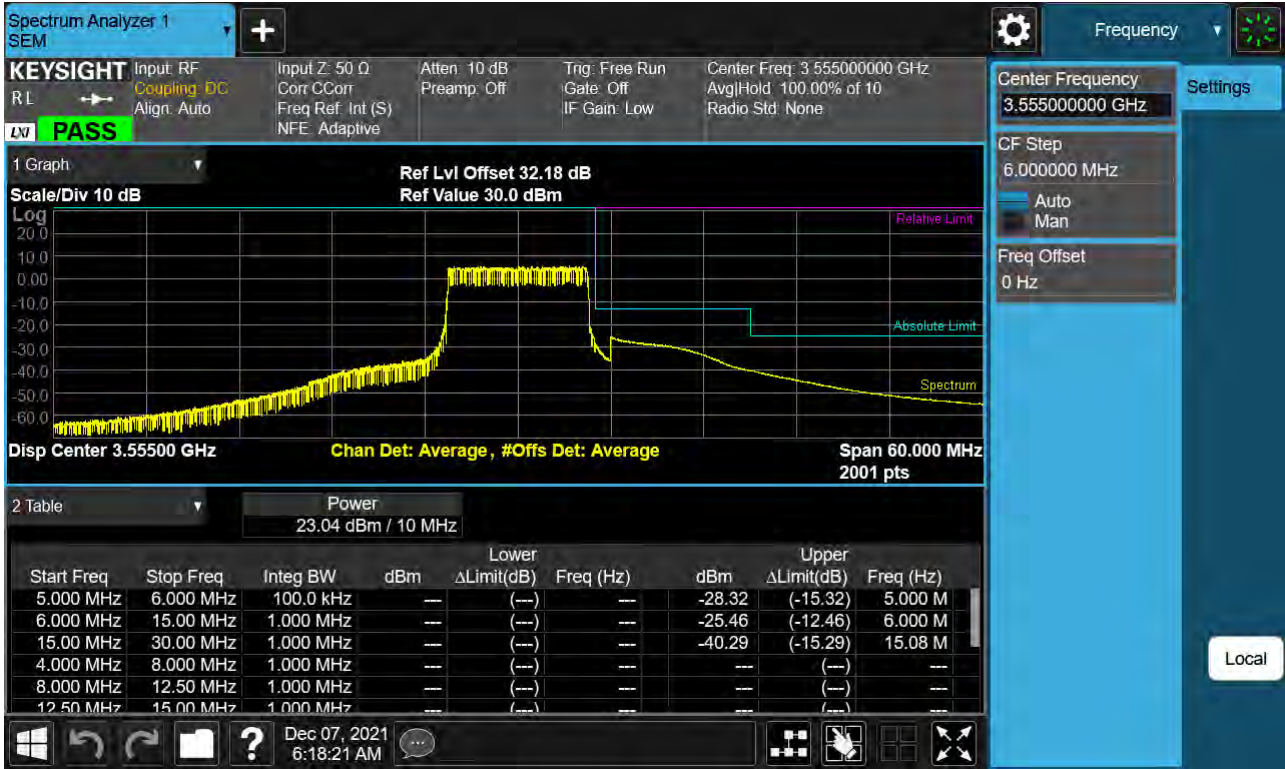 Spectrum Analyzer 1
SEM
+
Frequency
KEYSIGHT
R L
LXI PASS
Input: RF
Coupling: DC
Align: Auto
Input Z: 50 Ω
Corr CCorr
Freq Ref: Int (S)
NFE: Adaptive
Atten: 10 dB
Preamp: Off
Trig: Free Run
Gate: Off
IF Gain: Low
Center Freq: 3.555000000 GHz
Avg|Hold: 100.00% of 10
Radio Std: None
Center Frequency
3.555000000 GHz
Settings
CF Step
6.000000 MHz
Auto
Man
Freq Offset
0 Hz
Local
1 Graph
Scale/Div 10 dB
Ref Lvl Offset 32.18 dB
Ref Value 30.0 dBm
Log
20.0
10.0
0.00
-10.0
-20.0
-30.0
-40.0
-50.0
-60.0
Relative Limit
Absolute Limit
Spectrum
Disp Center 3.55500 GHz
Chan Det: Average, #Offs Det: Average
Span 60.000 MHz
2001 pts
2 Table
Power
23.04 dBm / 10 MHz
Lower Upper
Start Freq Stop Freq Integ BW dBm ΔLimit(dB) Freq (Hz) dBm ΔLimit(dB) Freq (Hz)
5.000 MHz 6.000 MHz 100.0 kHz --- (---) --- -28.32 (-15.32) 5.000 M
6.000 MHz 15.00 MHz 1.000 MHz --- (---) --- -25.46 (-12.46) 6.000 M
15.00 MHz 30.00 MHz 1.000 MHz --- (---) --- -40.29 (-15.29) 15.08 M
4.000 MHz 8.000 MHz 1.000 MHz --- (---) --- --- (---) ---
8.000 MHz 12.50 MHz 1.000 MHz --- (---) --- --- (---) ---
12.50 MHz 15.00 MHz 1.000 MHz --- (---) --- --- (---) ---
?
Dec 07, 2021
6:18:21 AM